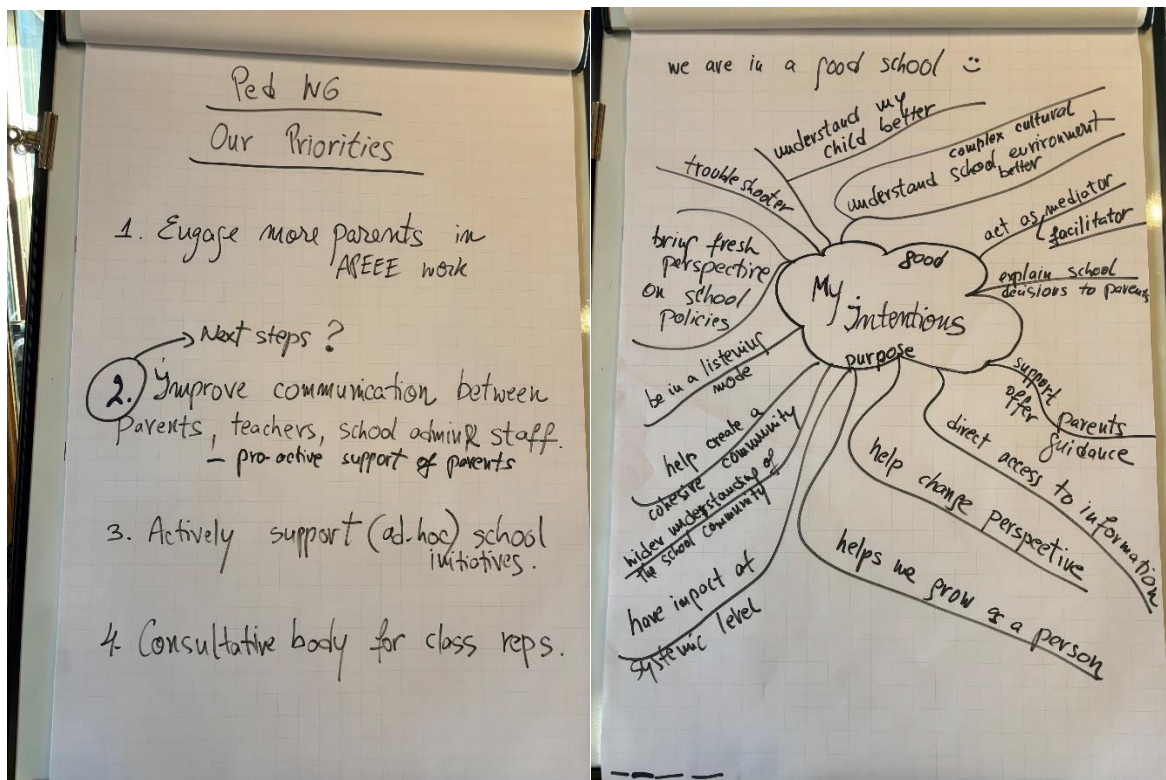 Ped WG
Our Priorities
1. Engage more parents in
APEEE work
Next steps ?
2. Improve communication between
Parents, teachers, school admin & staff.
– pro-active support of parents
3. Actively support (ad-hoc) school
initiatives.
4. Consultative body for class reps.
we are in a good school :)
understand my
child better
complex cultural
understand school environment
better
trouble shooter
act as mediator
facilitator
bring fresh
perspective
on school
policies
good
My
intentions
purpose
explain school
decisions to parents
be in a listening
mode
support
offer
parents
guidance
help create a
cohesive community
direct access to information
help change perspective
wider understanding of
the school community
helps me grow as a person
have impact at
systemic level